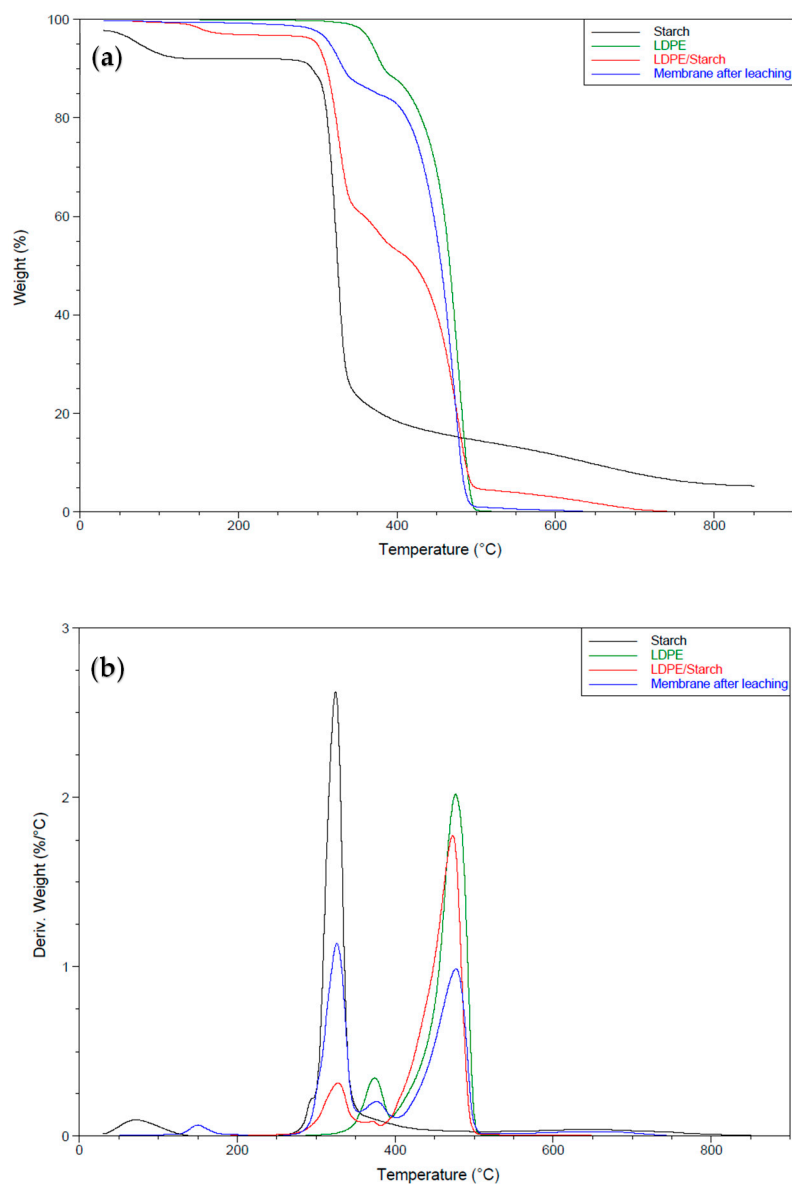 (a)
Starch
LDPE
LDPE/Starch
Membrane after leaching
100
80
60
40
20
0
Weight (%)
0 200 400 600 800
Temperature (°C)
(b)
Starch
LDPE
LDPE/Starch
Membrane after leaching
3
2
1
0
Deriv. Weight (%/°C)
0 200 400 600 800
Temperature (°C)